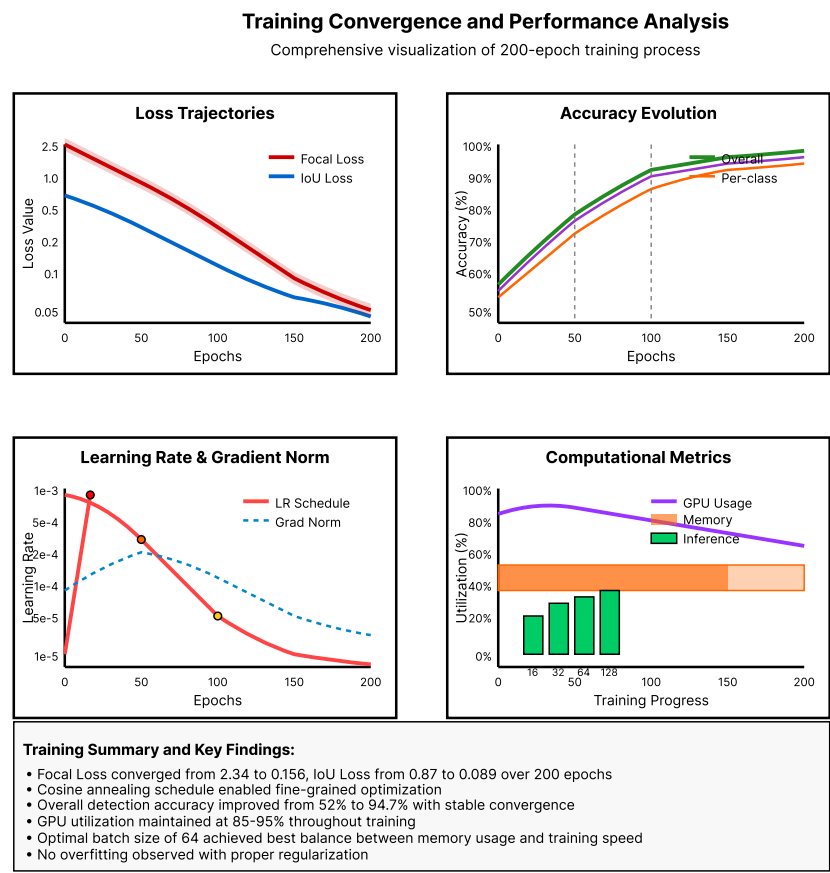 Training Convergence and Performance Analysis
Comprehensive visualization of 200-epoch training process
Loss Trajectories
2.5
1.0
0.5
0.2
0.1
0.05
Loss Value
Focal Loss
IoU Loss
0 50 100 150 200
Epochs
Accuracy Evolution
100%
90%
80%
70%
60%
50%
Accuracy (%)
Overall
Per-class
0 50 100 150 200
Epochs
Learning Rate & Gradient Norm
1e-3
5e-4
2e-4
1e-4
5e-5
1e-5
Learning Rate
LR Schedule
Grad Norm
0 50 100 150 200
Epochs
Computational Metrics
100%
80%
60%
40%
20%
0%
Utilization (%)
GPU Usage
Memory
Inference
16 32 64 128
0 50 100 150 200
Training Progress
Training Summary and Key Findings:
• Focal Loss converged from 2.34 to 0.156, IoU Loss from 0.87 to 0.089 over 200 epochs
• Cosine annealing schedule enabled fine-grained optimization
• Overall detection accuracy improved from 52% to 94.7% with stable convergence
• GPU utilization maintained at 85-95% throughout training
• Optimal batch size of 64 achieved best balance between memory usage and training speed
• No overfitting observed with proper regularization